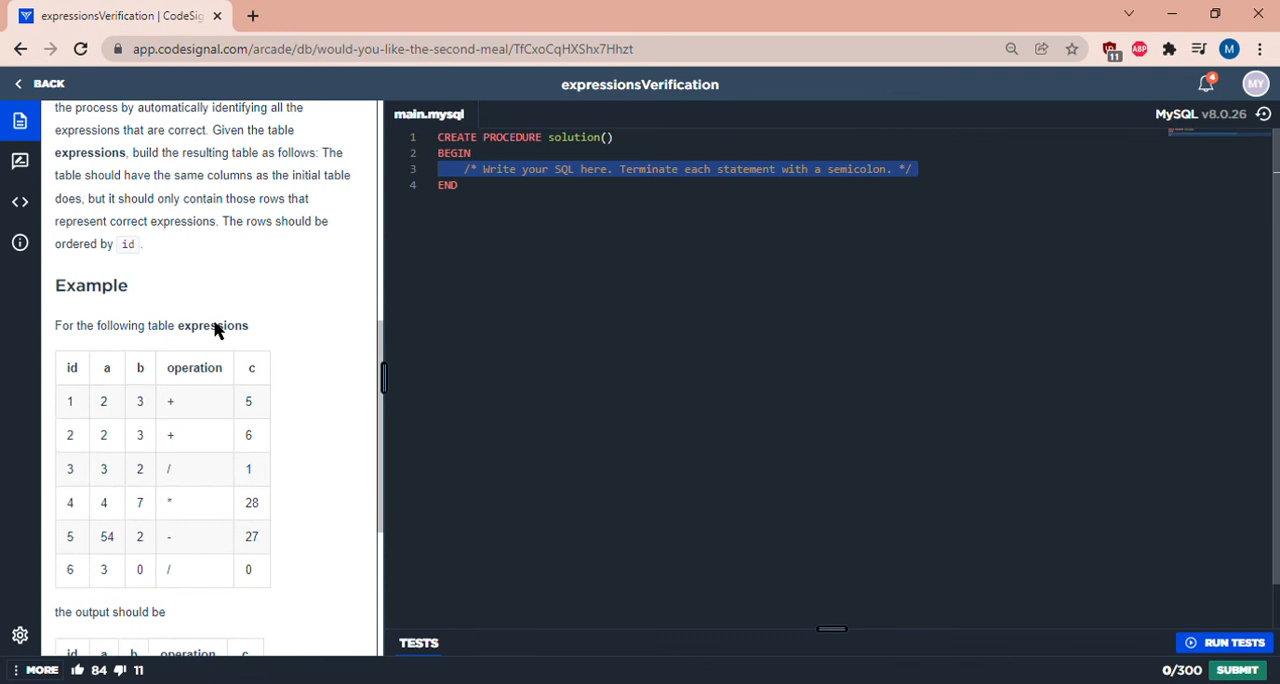 expressionsVerification | CodeSig
app.codesignal.com/arcade/db/would-you-like-the-second-meal/TfCxoCqHXShx7Hhzt
11
ABP
M
BACK
expressionsVerification
4
MY
the process by automatically identifying all the
expressions that are correct. Given the table
expressions, build the resulting table as follows: The
table should have the same columns as the initial table
does, but it should only contain those rows that
represent correct expressions. The rows should be
ordered by id .
Example
For the following table expressions
id a b operation c
1 2 3 + 5
2 2 3 + 6
3 3 2 / 1
4 4 7 * 28
5 54 2 - 27
6 3 0 / 0
the output should be
id a b operation c
main.mysql
MySQL v8.0.26
1 CREATE PROCEDURE solution()
2 BEGIN
3 /* Write your SQL here. Terminate each statement with a semicolon. */
4 END
TESTS
RUN TESTS
MORE 84 11
0/300 SUBMIT